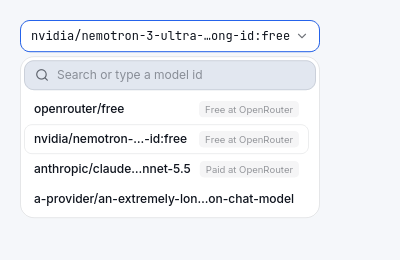 nvidia/nemotron-3-ultra-…ong-id:free
Search or type a model id
openrouter/free Free at OpenRouter
nvidia/nemotron-...-id:free Free at OpenRouter
anthropic/claude...nnet-5.5 Paid at OpenRouter
a-provider/an-extremely-lon...on-chat-model